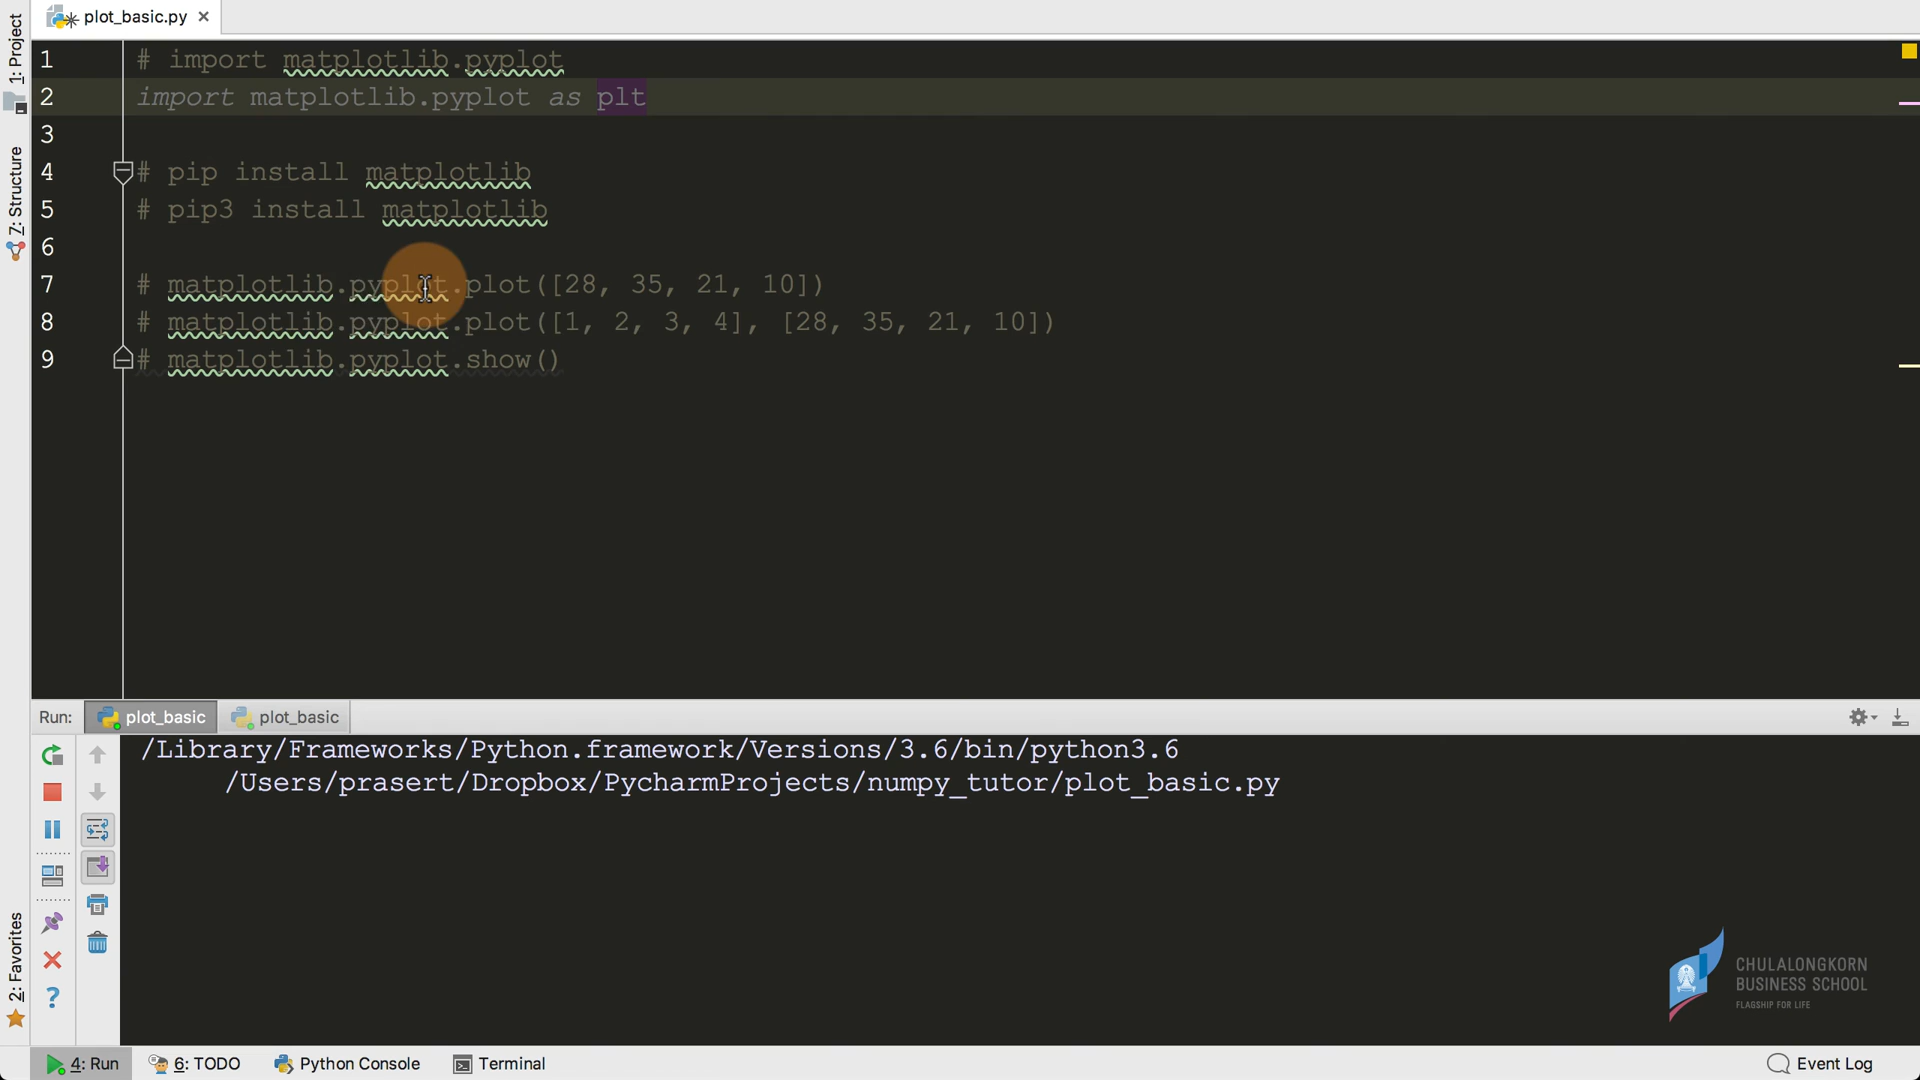 plot_basic.py
1: Project
1 # import matplotlib.pyplot
2 import matplotlib.pyplot as plt
3
4 # pip install matplotlib
5 # pip3 install matplotlib
6
7 # matplotlib.pyplot.plot([28, 35, 21, 10])
8 # matplotlib.pyplot.plot([1, 2, 3, 4], [28, 35, 21, 10])
9 # matplotlib.pyplot.show()
7: Structure
Run: plot_basic plot_basic
/Library/Frameworks/Python.framework/Versions/3.6/bin/python3.6
/Users/prasert/Dropbox/PycharmProjects/numpy_tutor/plot_basic.py
2: Favorites
CHULALONGKORN
BUSINESS SCHOOL
FLAGSHIP FOR LIFE
4: Run 6: TODO Python Console Terminal Event Log